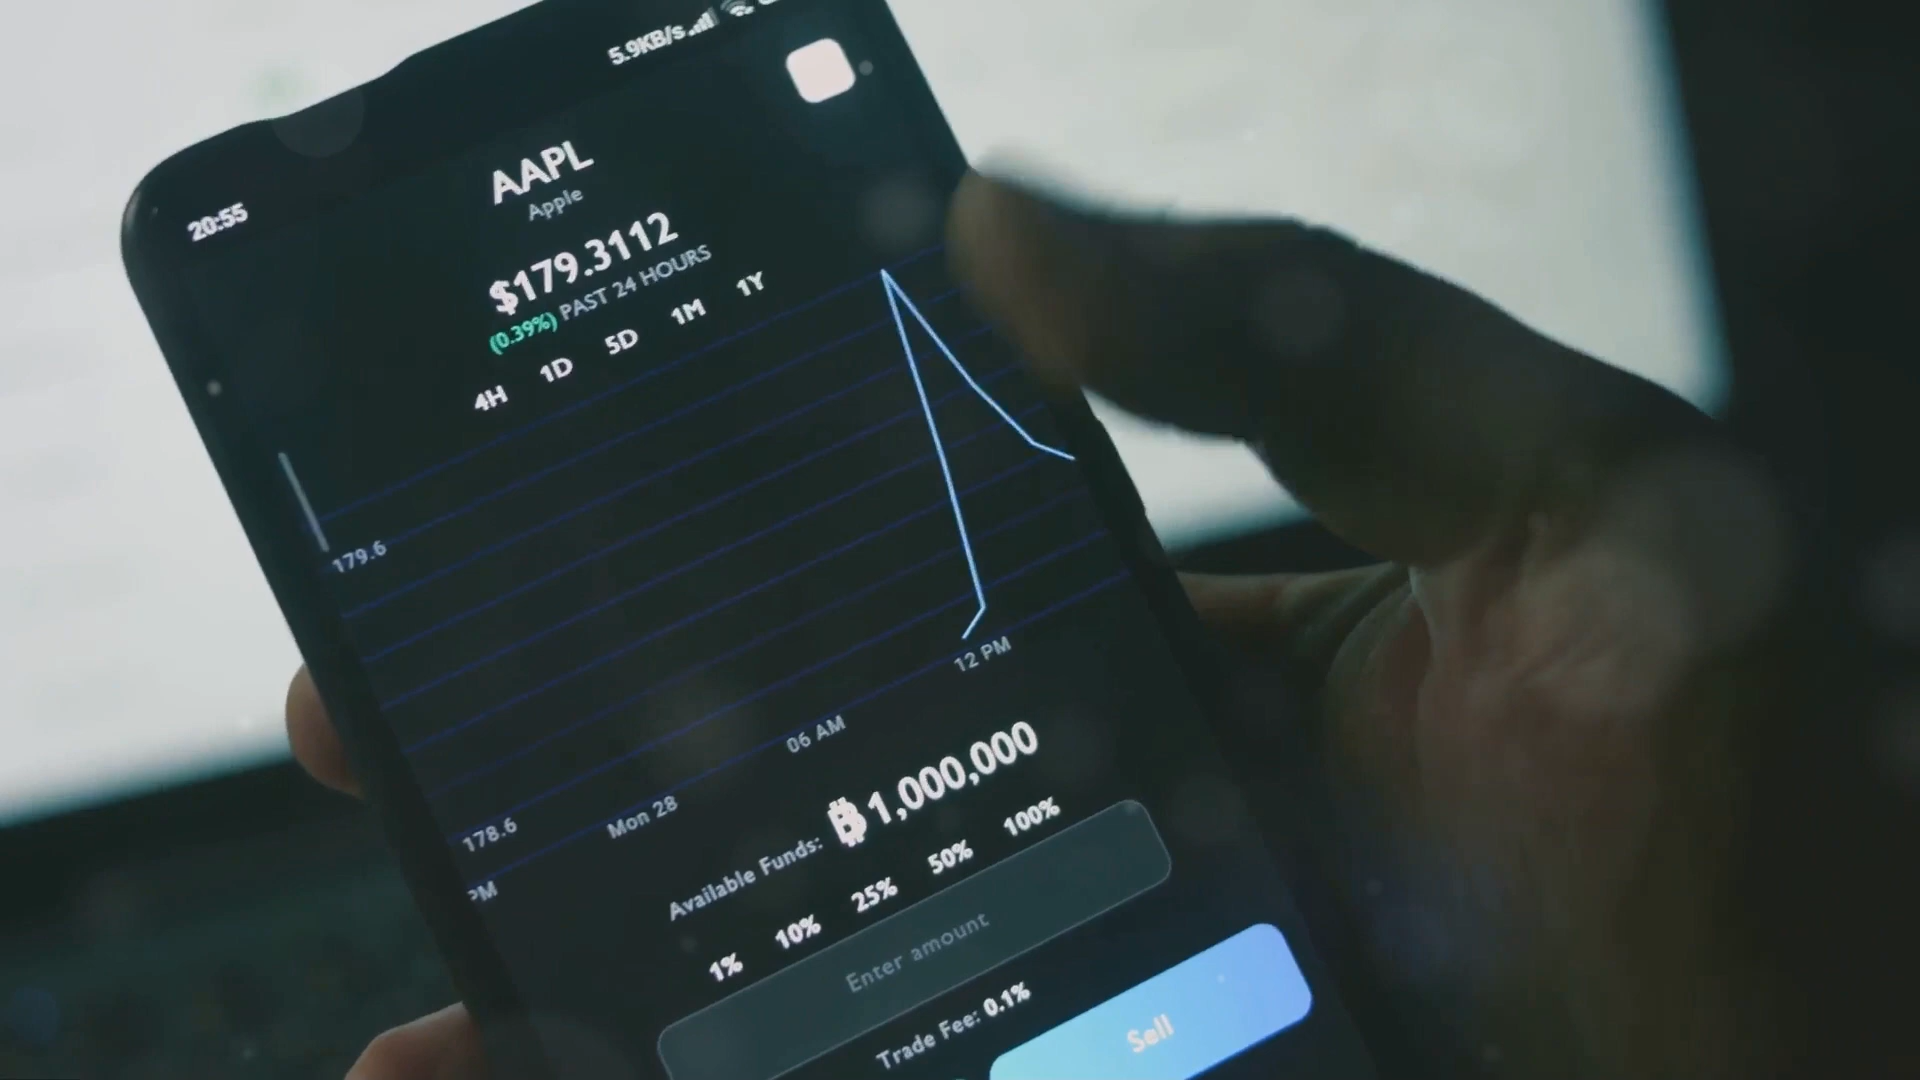 5.9KB/s
20:55
AAPL
Apple
$179.3112
(0.39%) PAST 24 HOURS
4H 1D 5D 1M 1Y
179.6
178.6
PM Mon 28 06 AM 12 PM
Available Funds: ₿ 1,000,000
1% 10% 25% 50% 100%
Enter amount
Trade Fee: 0.1%
Sell